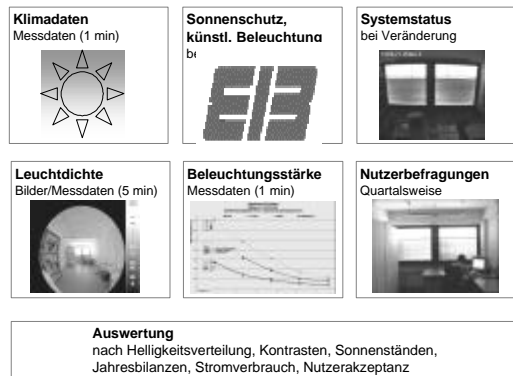 Klimadaten
Messdaten (1 min)
Sonnenschutz,
künstl. Beleuchtung
Systemstatus
bei Veränderung
Leuchtdichte
Bilder/Messdaten (5 min)
Beleuchtungsstärke
Messdaten (1 min)
Nutzerbefragungen
Quartalsweise
Auswertung
nach Helligkeitsverteilung, Kontrasten, Sonnenständen,
Jahresbilanzen, Stromverbrauch, Nutzerakzeptanz